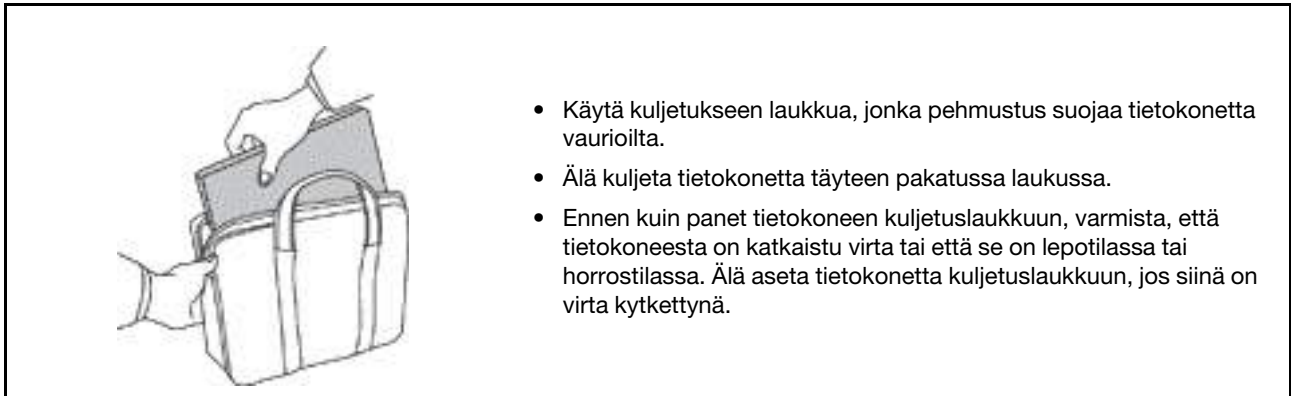 • Käytä kuljetukseen laukkua, jonka pehmustus suojaa tietokonetta
vaurioilta.
• Älä kuljeta tietokonetta täyteen pakatussa laukussa.
• Ennen kuin panet tietokoneen kuljetuslaukkuun, varmista, että
tietokoneesta on katkaistu virta tai että se on lepotilassa tai
horrostilassa. Älä aseta tietokonetta kuljetuslaukkuun, jos siinä on
virta kytkettynä.